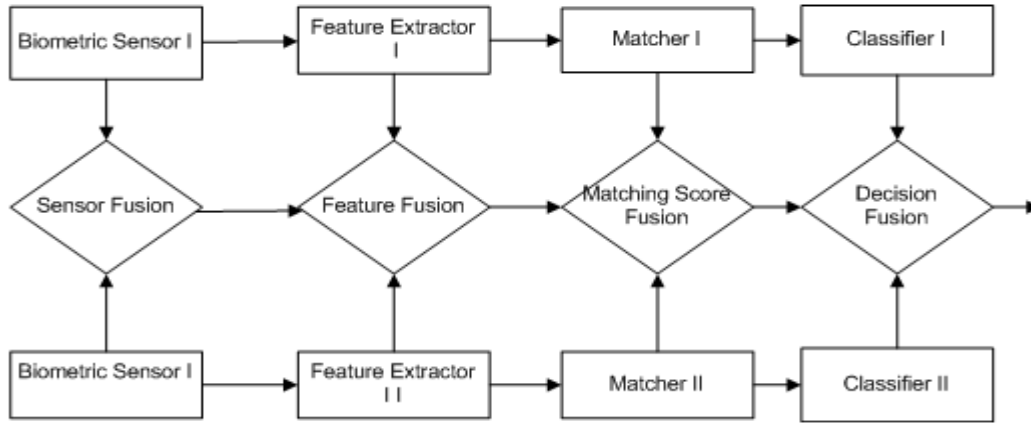 Biometric Sensor I
Feature Extractor
I
Matcher I
Classifier I
Sensor Fusion
Feature Fusion
Matching Score
Fusion
Decision
Fusion
Biometric Sensor I
Feature Extractor
I I
Matcher II
Classifier II